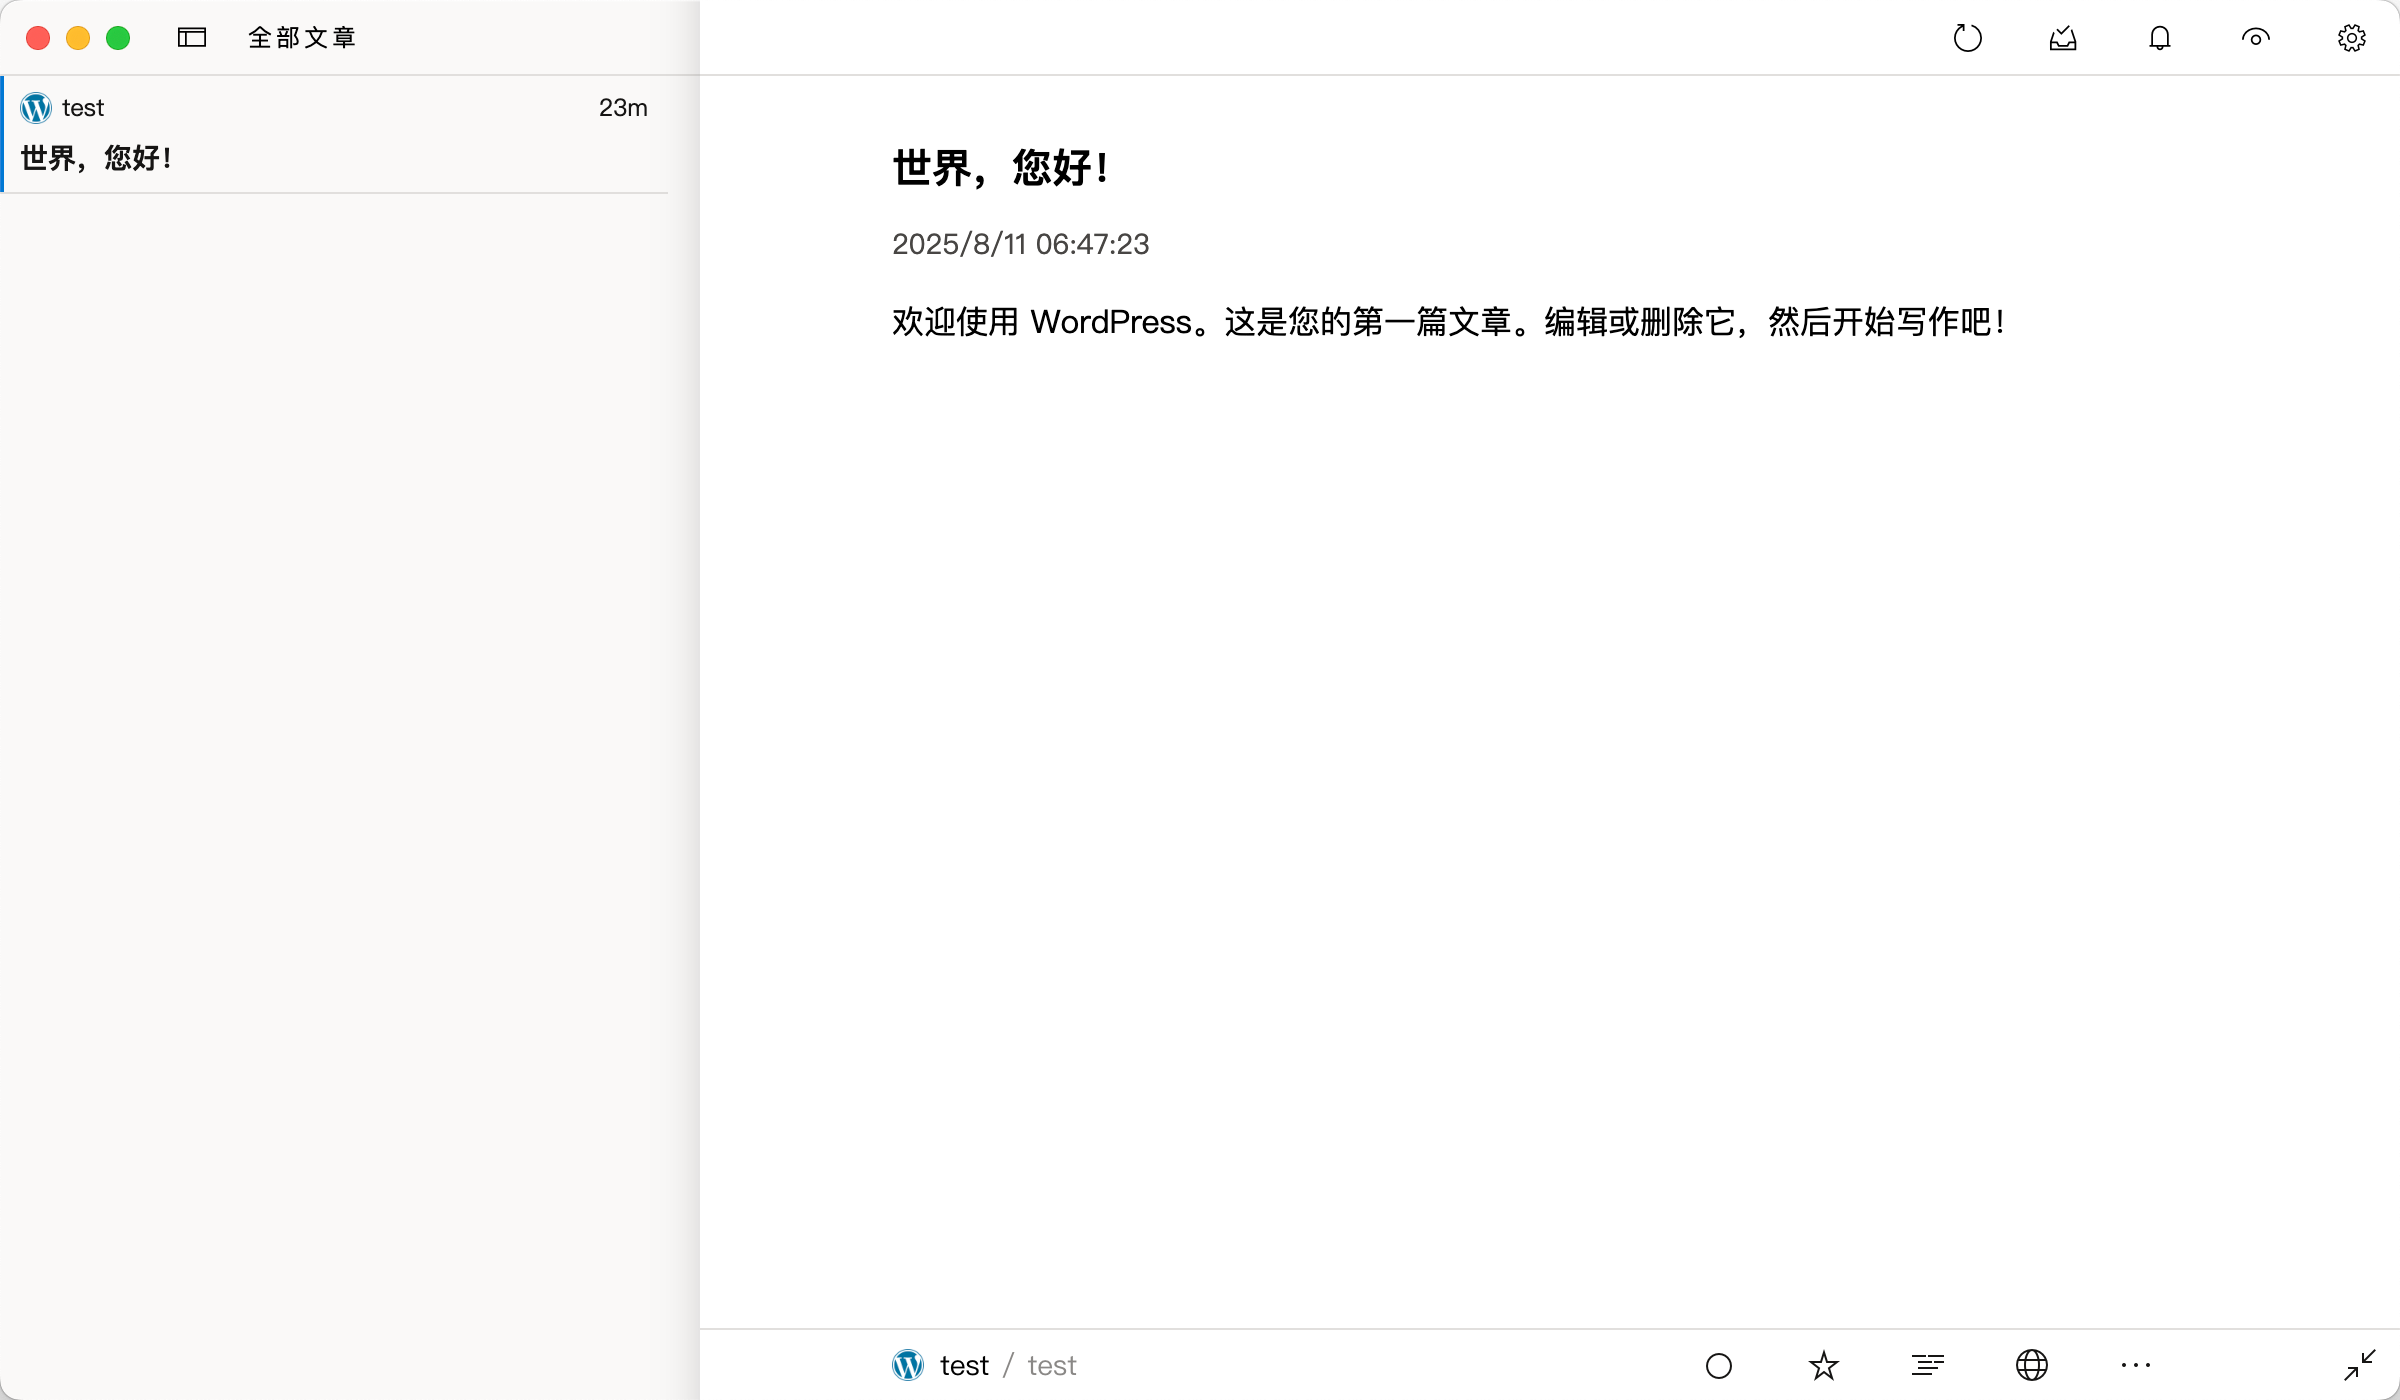 全部文章
test 23m
世界，您好！
世界，您好！
2025/8/11 06:47:23
欢迎使用 WordPress。这是您的第一篇文章。编辑或删除它，然后开始写作吧！
test / test